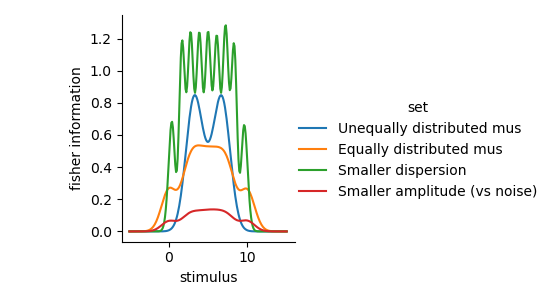 fisher information
1.2
1.0
0.8
0.6
0.4
0.2
0.0
0 10
stimulus
set
Unequally distributed mus
Equally distributed mus
Smaller dispersion
Smaller amplitude (vs noise)